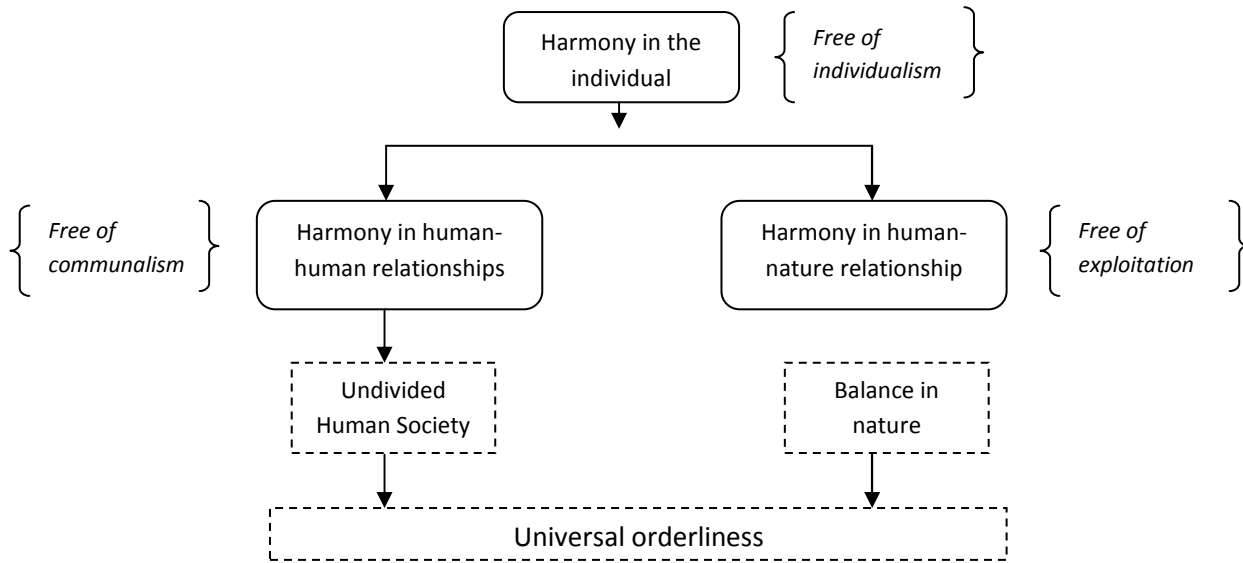 Harmony in the
individual
Free of
individualism
Free of
communalism
Harmony in human-
human relationships
Harmony in human-
nature relationship
Free of
exploitation
Undivided
Human Society
Balance in
nature
Universal orderliness